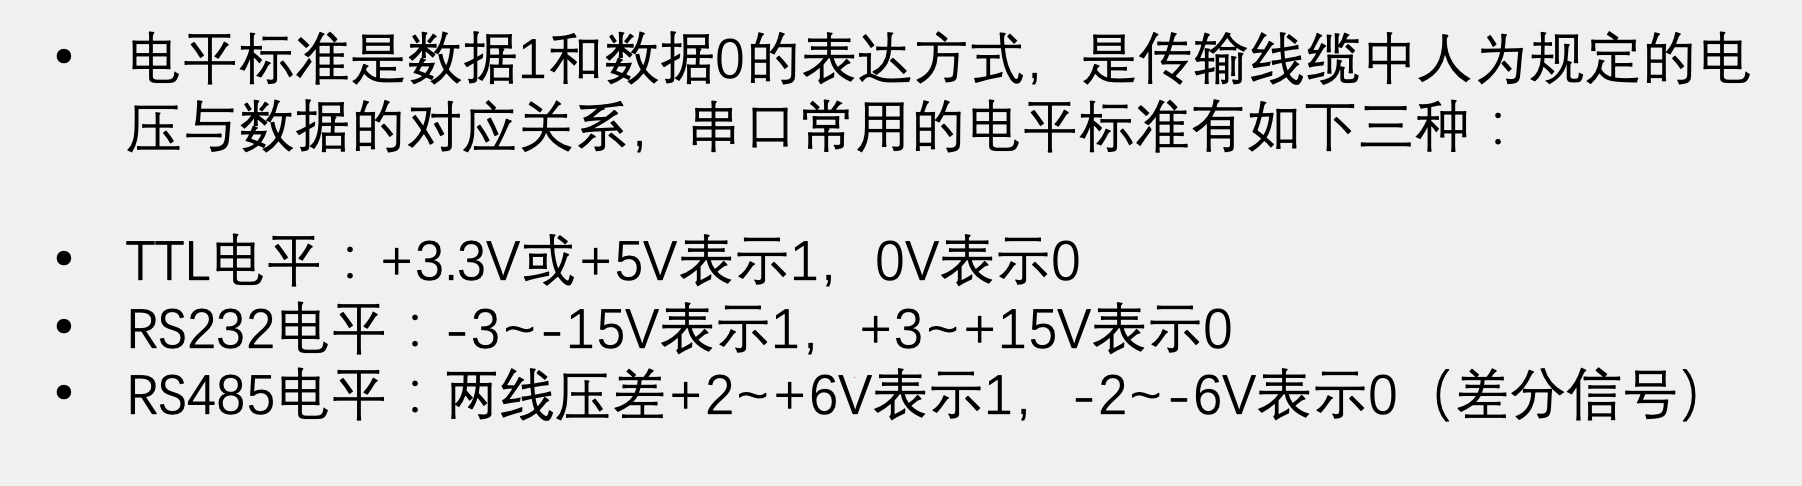 • 电平标准是数据1和数据0的表达方式，是传输线缆中人为规定的电
压与数据的对应关系，串口常用的电平标准有如下三种：
• TTL电平：+3.3V或+5V表示1，0V表示0
• RS232电平：-3~-15V表示1，+3~+15V表示0
• RS485电平：两线压差+2~+6V表示1，-2~-6V表示0（差分信号）